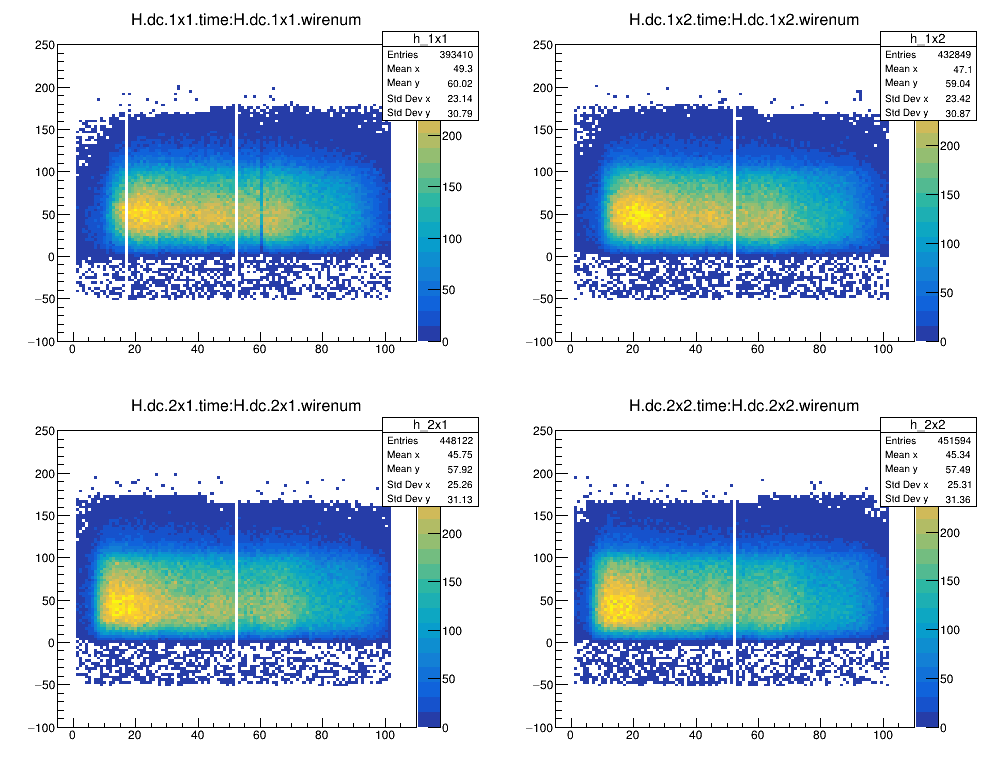 H.dc.1x1.time:H.dc.1x1.wirenum
h_1x1
Entries 393410
Mean x 49.3
Mean y 60.02
Std Dev x 23.14
Std Dev y 30.79
250
200
150
100
50
0
−50
−100
0 20 40 60 80 100
200
150
100
50
0
H.dc.1x2.time:H.dc.1x2.wirenum
h_1x2
Entries 432849
Mean x 47.1
Mean y 59.04
Std Dev x 23.42
Std Dev y 30.87
250
200
150
100
50
0
−50
−100
0 20 40 60 80 100
200
150
100
50
0
H.dc.2x1.time:H.dc.2x1.wirenum
h_2x1
Entries 448122
Mean x 45.75
Mean y 57.92
Std Dev x 25.26
Std Dev y 31.13
250
200
150
100
50
0
−50
−100
0 20 40 60 80 100
200
150
100
50
0
H.dc.2x2.time:H.dc.2x2.wirenum
h_2x2
Entries 451594
Mean x 45.34
Mean y 57.49
Std Dev x 25.31
Std Dev y 31.36
250
200
150
100
50
0
−50
−100
0 20 40 60 80 100
200
150
100
50
0